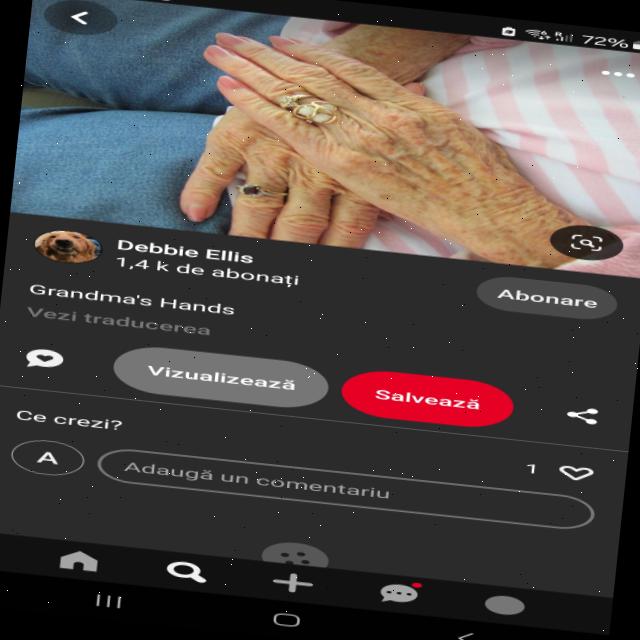 72%
Debbie Ellis
1,4 k de abonați
Abonare
Grandma's Hands
Vezi traducerea
Vizualizează
Salvează
Ce crezi?
1
A
Adaugă un comentariu